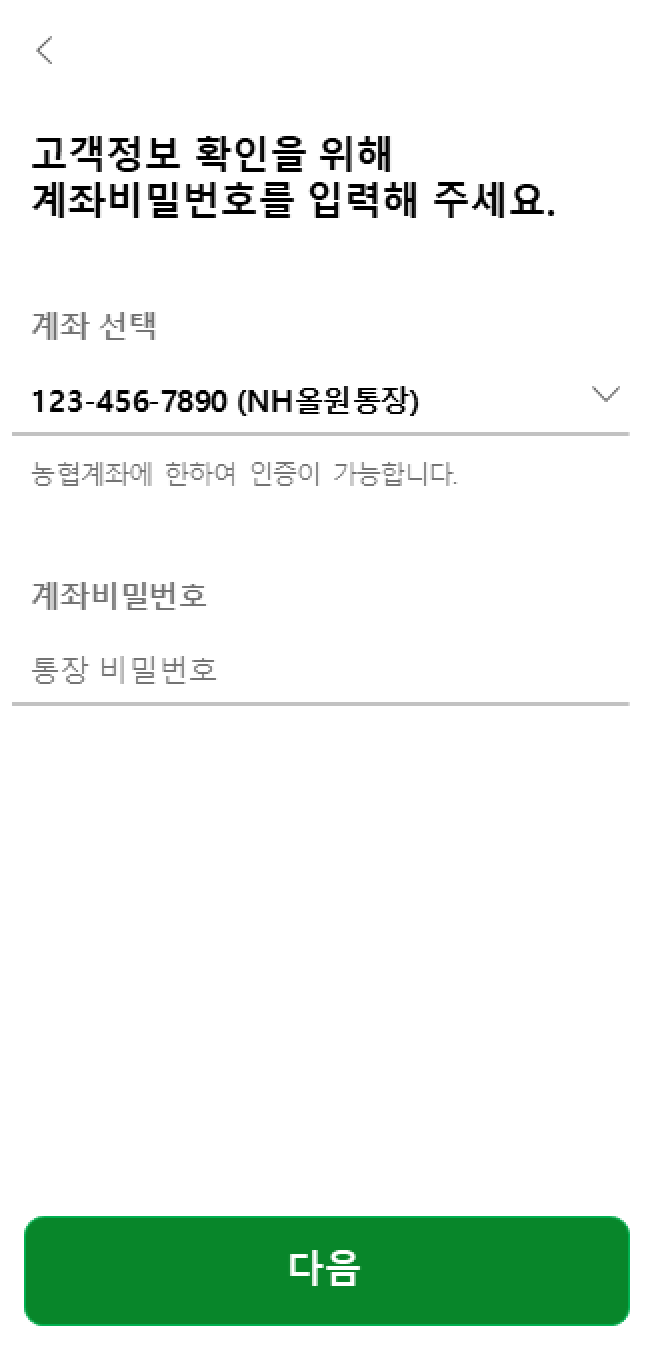 고객정보 확인을 위해
계좌비밀번호를 입력해 주세요.
계좌 선택
123-456-7890 (NH올원통장)
농협계좌에 한하여 인증이 가능합니다.
계좌비밀번호
통장 비밀번호
다음